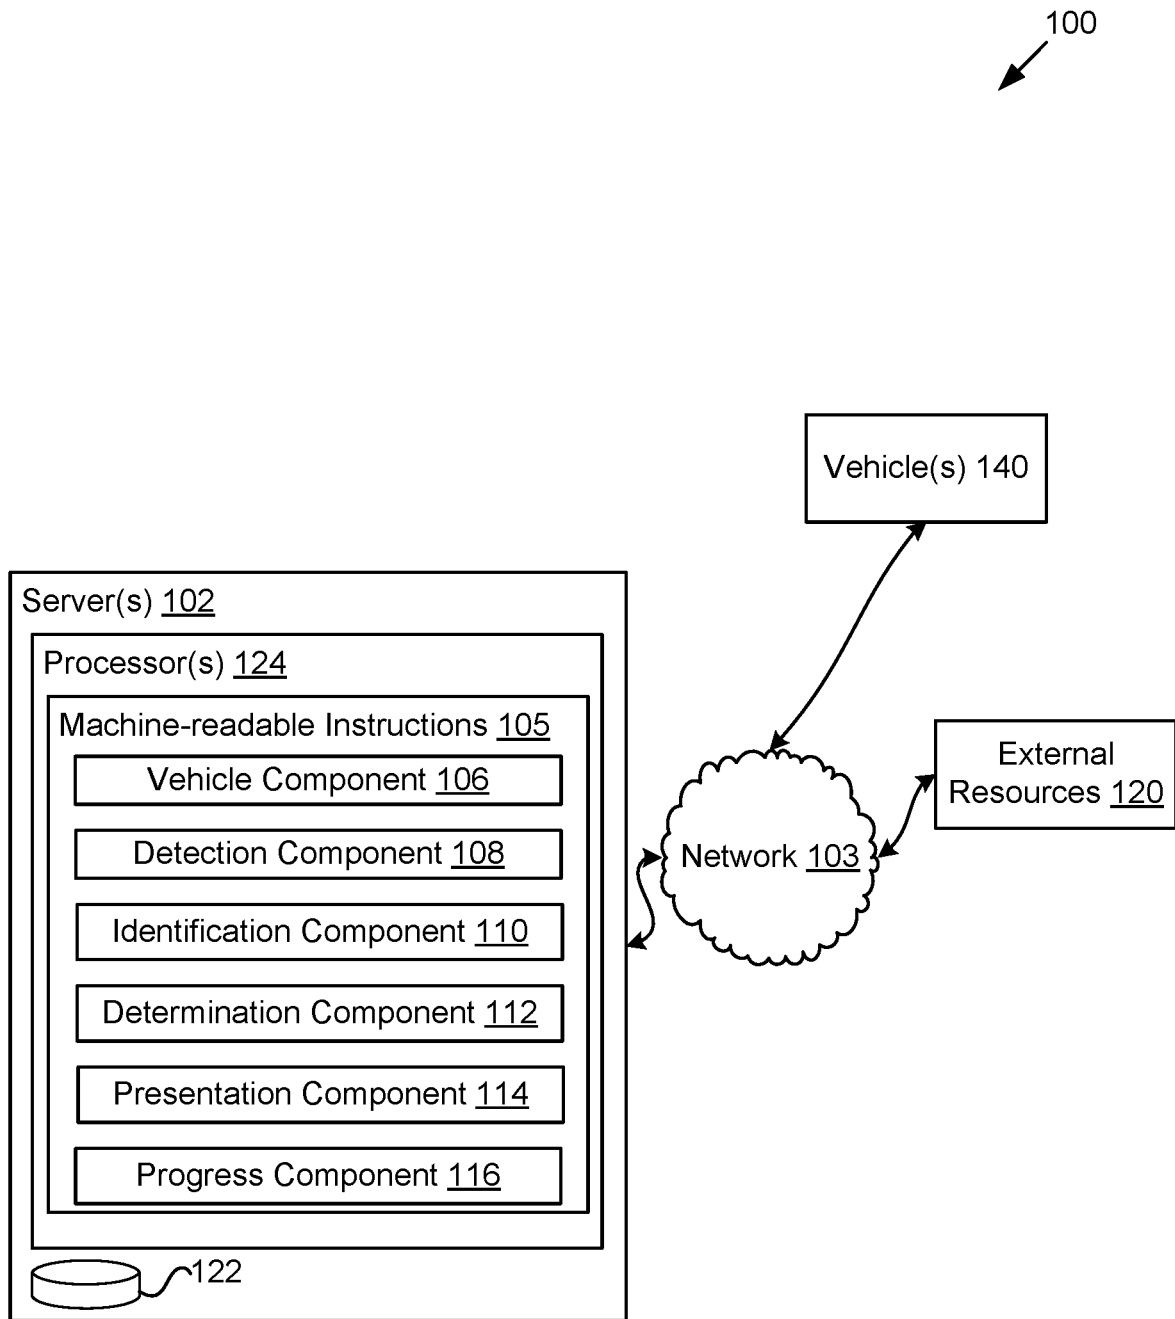 100
Vehicle(s) 140
Server(s) 102
Processor(s) 124
Machine-readable Instructions 105
Vehicle Component 106
Detection Component 108
Identification Component 110
Determination Component 112
Presentation Component 114
Progress Component 116
122
Network 103
External
Resources 120